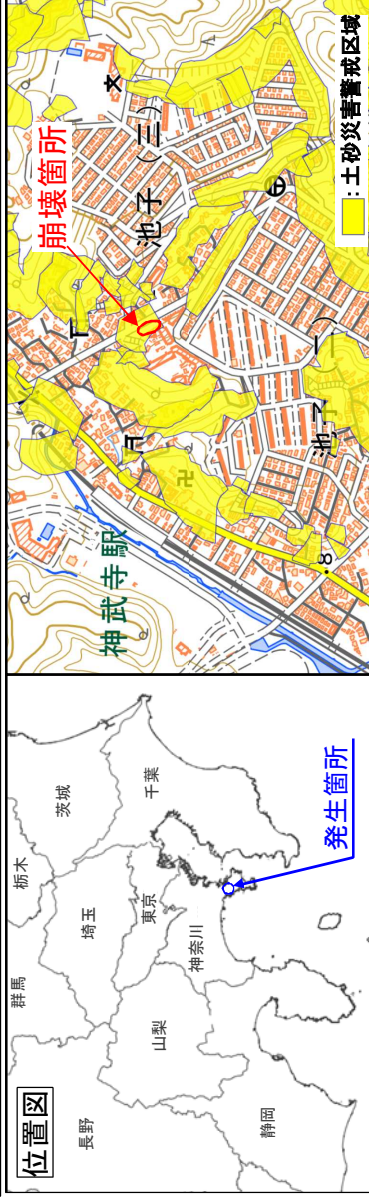 位置図
群馬
栃木
茨城
長野
埼玉
山梨
東京
千葉
神奈川
静岡
発生箇所
崩壊箇所
神武寺駅
池子（三）
池子（二）
.8
：土砂災害警戒区域